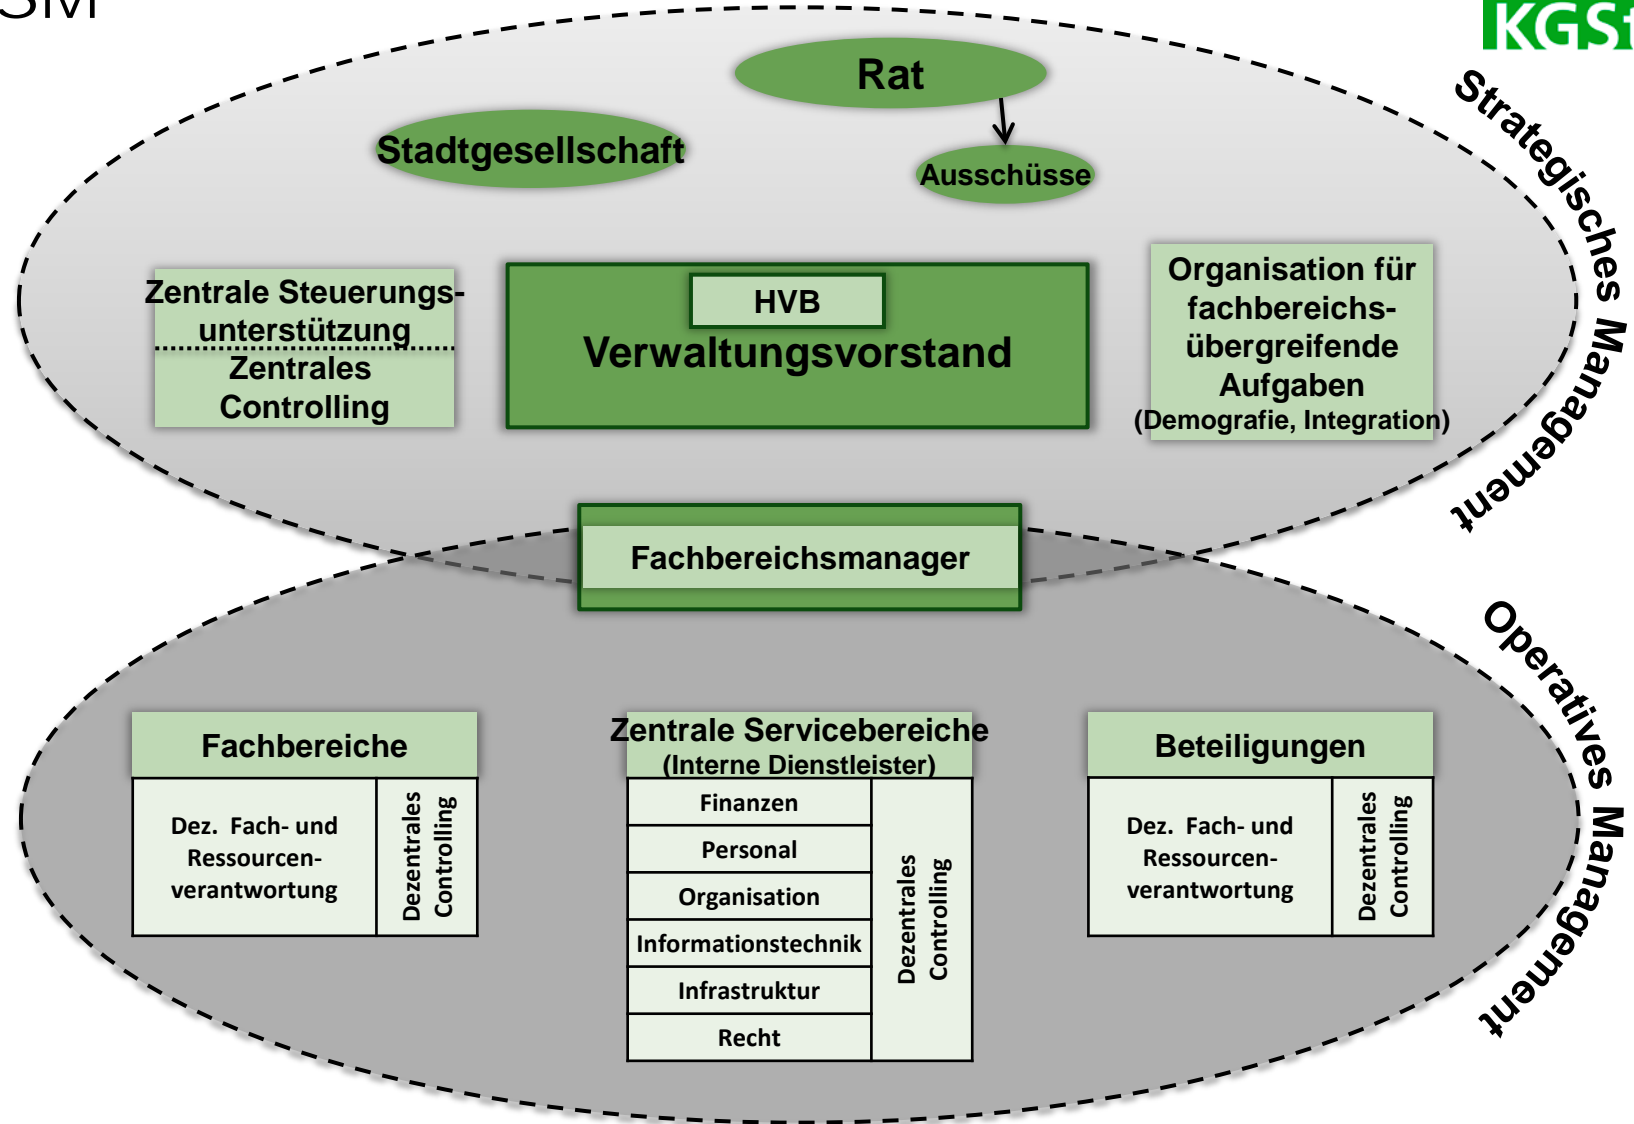 KGSt
Rat
Stadtgesellschaft
Ausschüsse
Strategisches Management
Zentrale Steuerungs-
unterstützung
Zentrales
Controlling
HVB
Verwaltungsvorstand
Organisation für
fachbereichs-
übergreifende
Aufgaben
(Demografie, Integration)
Fachbereichsmanager
Operatives Management
Fachbereiche
Dez. Fach- und
Ressourcen-
verantwortung
Dezentrales
Controlling
Zentrale Servicebereiche
(Interne Dienstleister)
Finanzen
Personal
Organisation
Informationstechnik
Infrastruktur
Recht
Dezentrales
Controlling
Beteiligungen
Dez. Fach- und
Ressourcen-
verantwortung
Dezentrales
Controlling